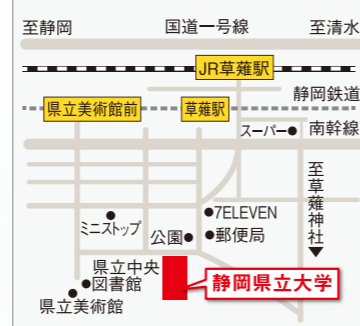 至静岡
国道一号線
至清水
JR草薙駅
静岡鉄道
県立美術館前
草薙駅
スーパー
南幹線
至草薙神社
7ELEVEN
ミニストップ
公園
郵便局
県立中央
図書館
静岡県立大学
県立美術館